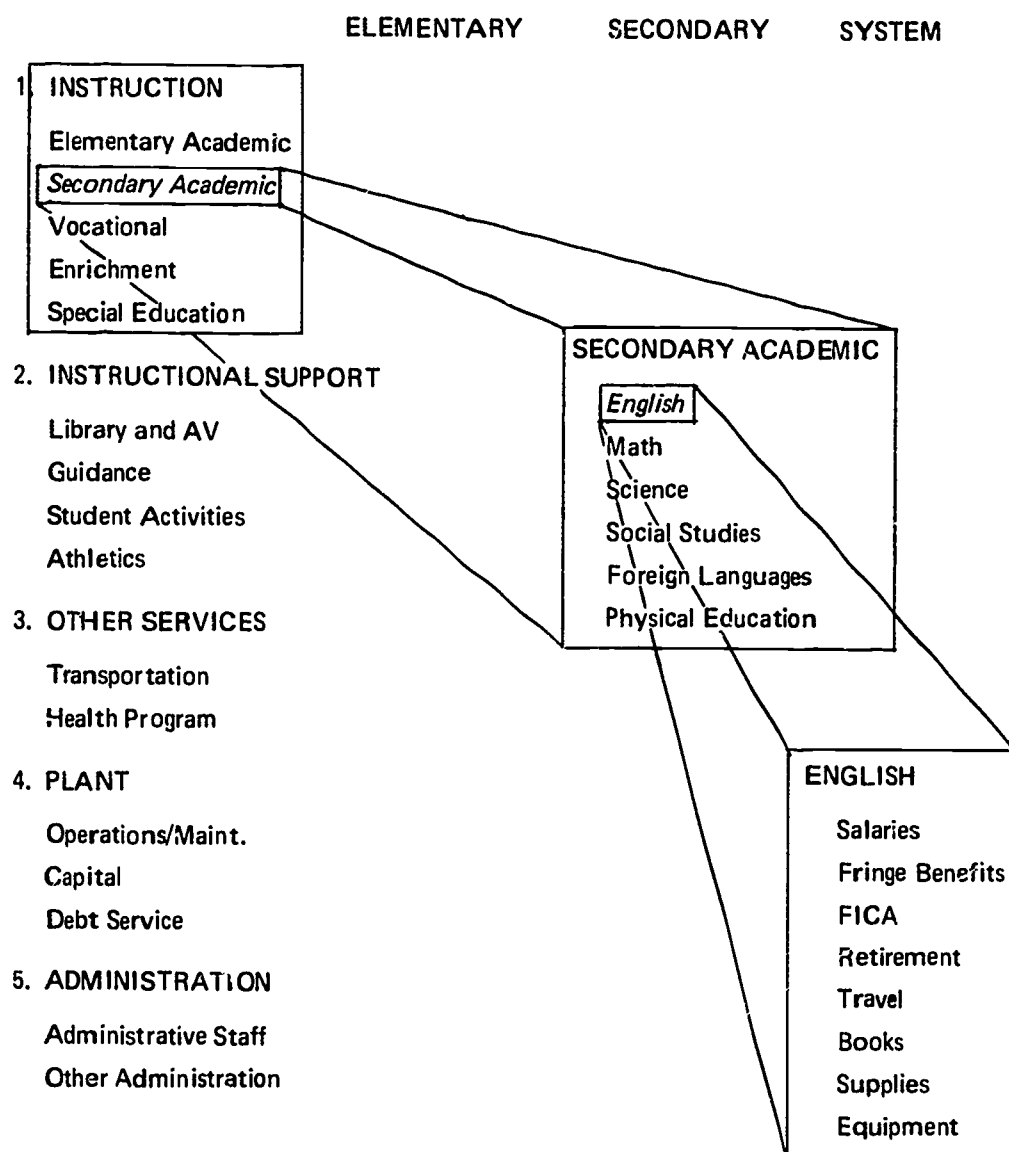 ELEMENTARY SECONDARY SYSTEM
1. INSTRUCTION
Elementary Academic
Secondary Academic
Vocational
Enrichment
Special Education
2. INSTRUCTIONAL SUPPORT
Library and AV
Guidance
Student Activities
Athletics
3. OTHER SERVICES
Transportation
Health Program
4. PLANT
Operations/Maint.
Capital
Debt Service
5. ADMINISTRATION
Administrative Staff
Other Administration
SECONDARY ACADEMIC
English
Math
Science
Social Studies
Foreign Languages
Physical Education
ENGLISH
Salaries
Fringe Benefits
FICA
Retirement
Travel
Books
Supplies
Equipment